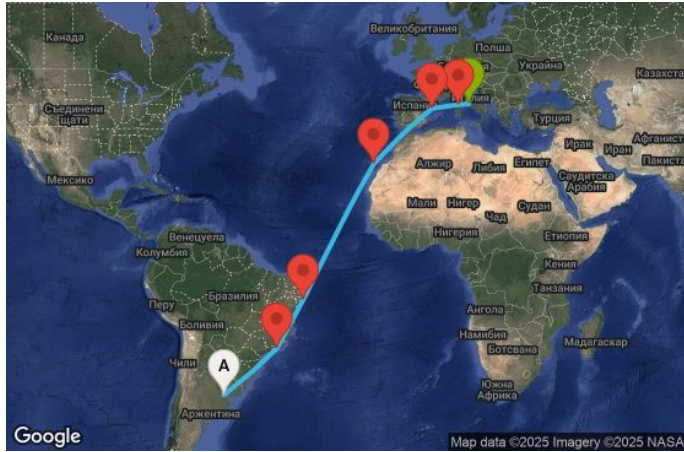 Великобритания
Канада
Полша
Украйна
Казахста
Испани
лия
Съединени
щати
Турция
Афганист
Ирак
Иран
Пакиста
Алжир
Либия
Египет
Саудитска
Арабия
Мексико
Мали
Нигер
Чад
Судан
Нигерия
Етиопия
Венецуела
Колумбия
Кения
Танзания
Бразилия
Перу
Ангола
Боливия
Намибия
Ботсвана
Мадагаскар
Чили
A
Южна
Африка
Аржентина
Google
Map data ©2025 Imagery ©2025 NASA